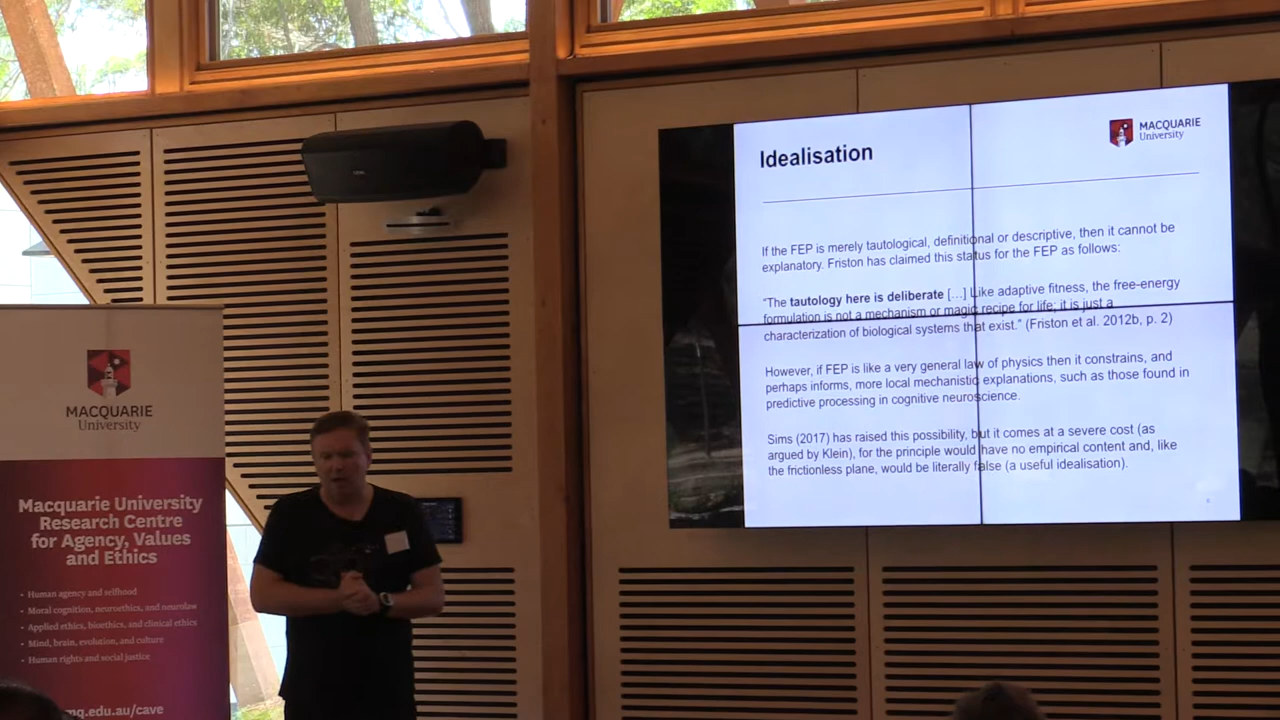 MACQUARIE
University
Macquarie University
Research Centre
for Agency, Values
and Ethics
• Human agency and selfhood
• Moral cognition, neuroethics, and neurolaw
• Applied ethics, bioethics, and clinical ethics
• Mind, brain, evolution, and culture
• Human rights and social justice
mq.edu.au/cave
Idealisation
MACQUARIE
University
If the FEP is merely tautological, definitional or descriptive, then it cannot be
explanatory. Friston has claimed this status for the FEP as follows:
“The tautology here is deliberate [...] Like adaptive fitness, the free-energy
formulation is not a mechanism or magic recipe for life; it is just a
characterization of biological systems that exist.” (Friston et al. 2012b, p. 2)
However, if FEP is like a very general law of physics then it constrains, and
perhaps informs, more local mechanistic explanations, such as those found in
predictive processing in cognitive neuroscience.
Sims (2017) has raised this possibility, but it comes at a severe cost (as
argued by Klein), for the principle would have no empirical content and, like
the frictionless plane, would be literally false (a useful idealisation).